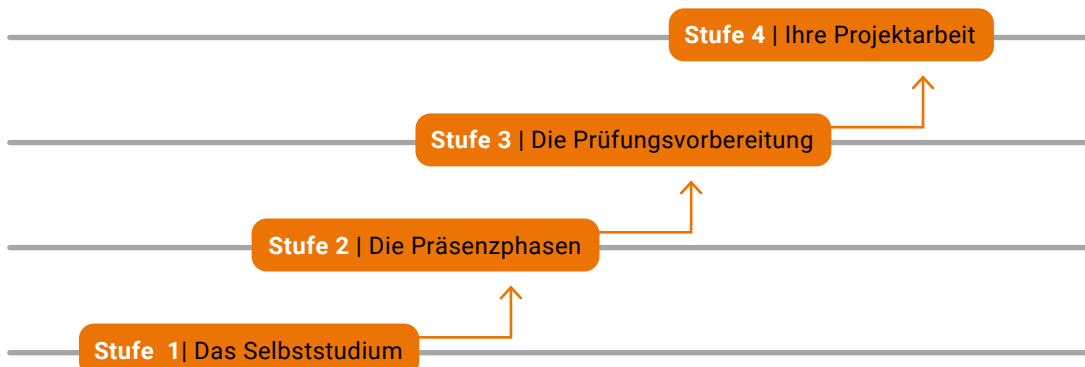 Stufe 4 | Ihre Projektarbeit
Stufe 3 | Die Prüfungsvorbereitung
Stufe 2 | Die Präsenzphasen
Stufe 1| Das Selbststudium